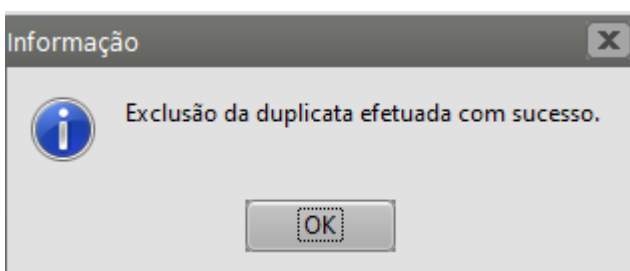 Informação
Exclusão da duplicata efetuada com sucesso.
OK